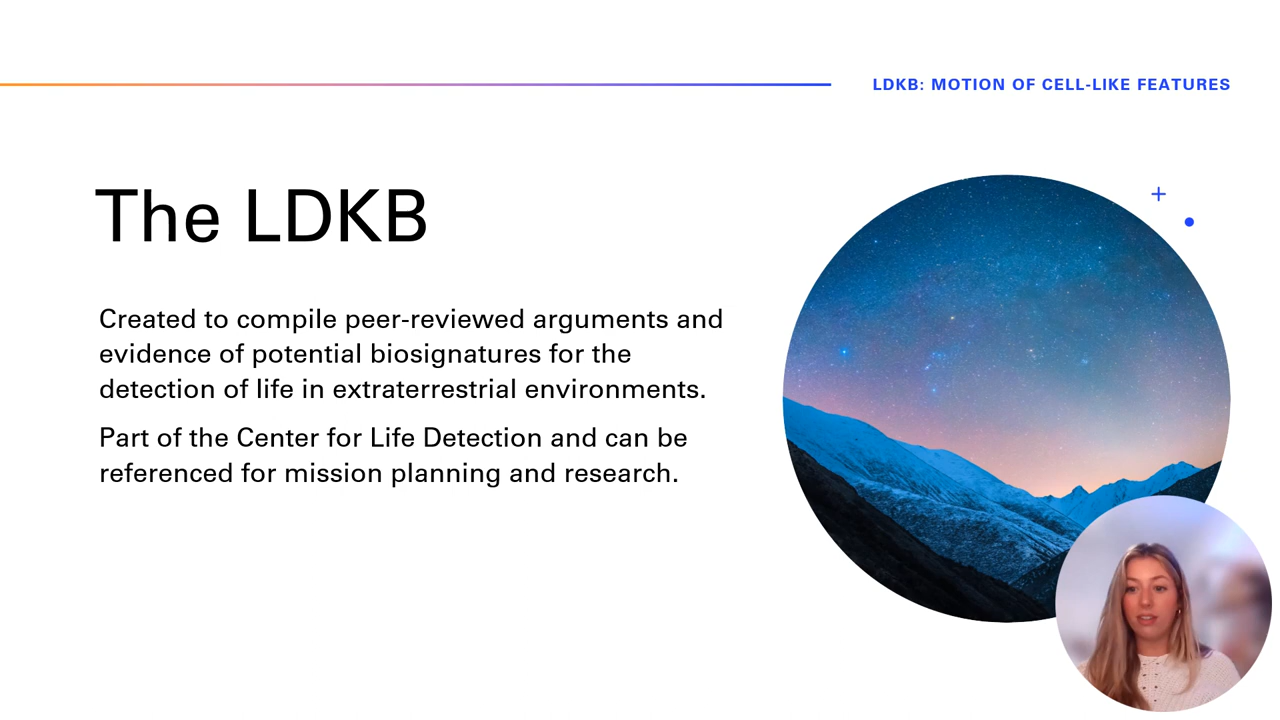 LDKB: MOTION OF CELL-LIKE FEATURES
The LDKB
Created to compile peer-reviewed arguments and
evidence of potential biosignatures for the
detection of life in extraterrestrial environments.
Part of the Center for Life Detection and can be
referenced for mission planning and research.